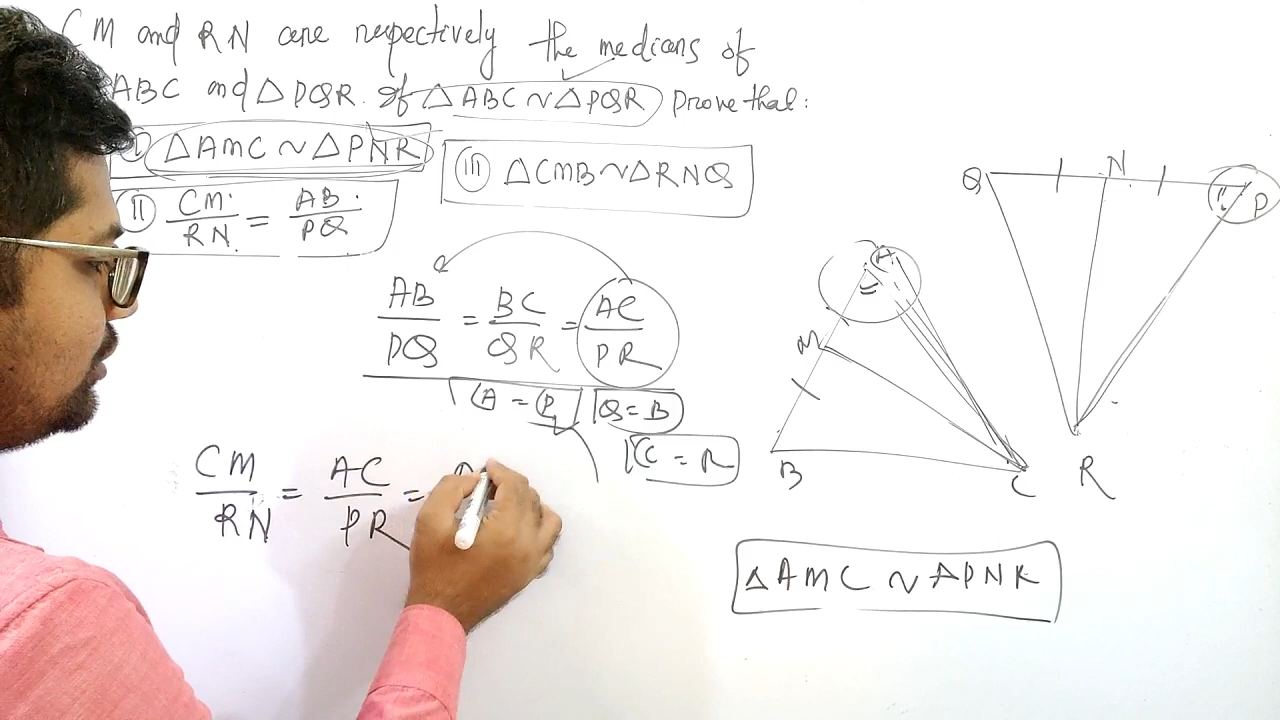 CM and RN are respectively the medians of
ABC and △PQR. If △ABC ~ △PQR Prove that:
① △AMC ~ △PNR
Ⅲ △CMB ~ △RNQ
Ⅱ CM/RN = AB/PQ
AB/PQ = BC/QR = AC/PR
A = P Q = B
C = R
CM/RN = AC/PR =
Q N P
A
M
B C R
△AMC ~ △PNR